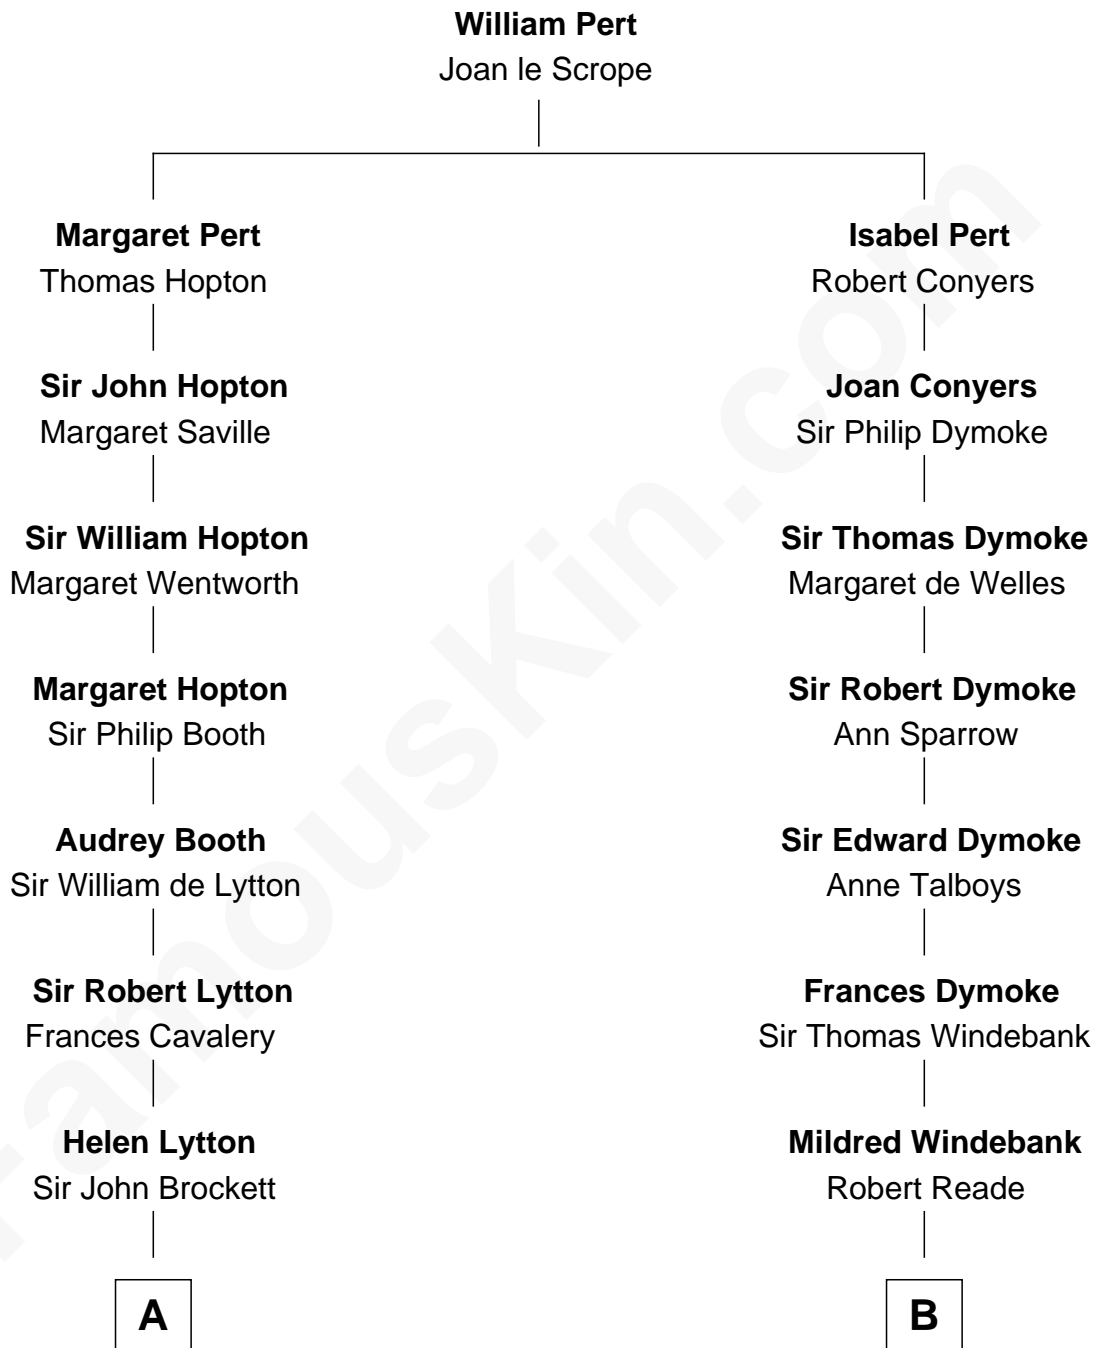 William Pert
Joan le Scrope
Margaret Pert
Thomas Hopton
Isabel Pert
Robert Conyers
Sir John Hopton
Margaret Saville
Joan Conyers
Sir Philip Dymoke
Sir William Hopton
Margaret Wentworth
Sir Thomas Dymoke
Margaret de Welles
Margaret Hopton
Sir Philip Booth
Sir Robert Dymoke
Ann Sparrow
Audrey Booth
Sir William de Lytton
Sir Edward Dymoke
Anne Talboys
Sir Robert Lytton
Frances Cavalery
Frances Dymoke
Sir Thomas Windebank
Helen Lytton
Sir John Brockett
Mildred Windebank
Robert Reade
A
B
FamousKin.com